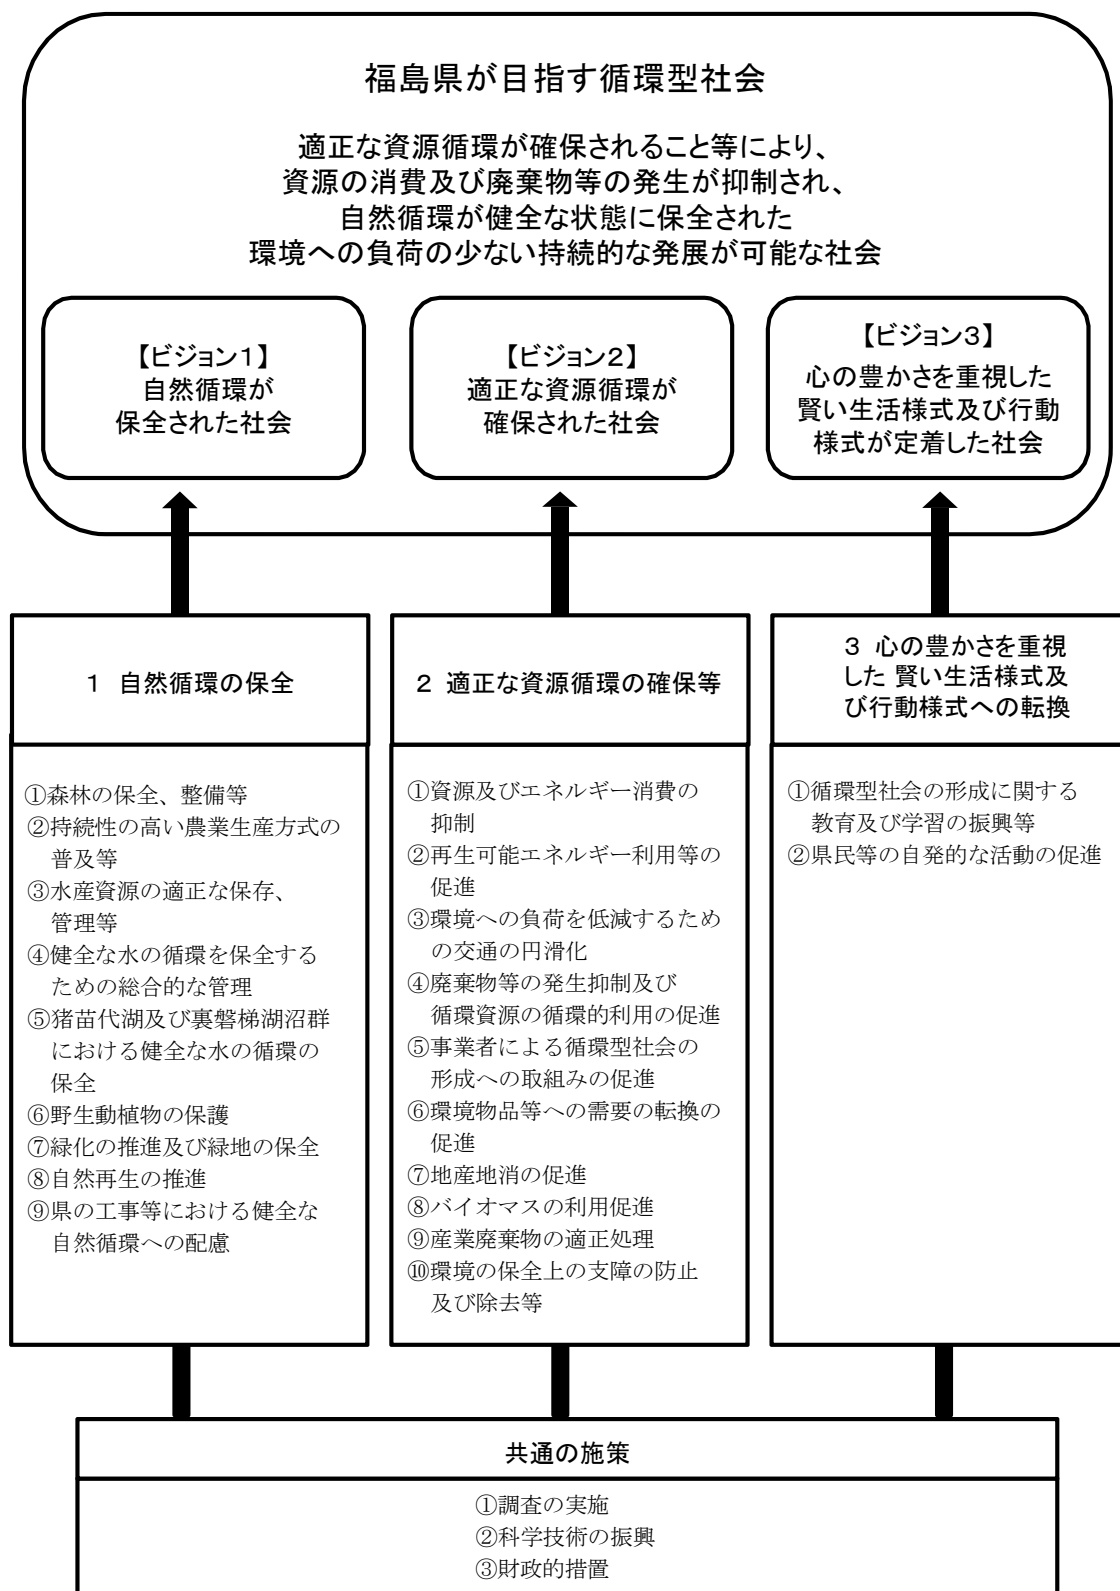 福島県が目指す循環型社会
適正な資源循環が確保されること等により、
資源の消費及び廃棄物等の発生が抑制され、
自然循環が健全な状態に保全された
環境への負荷の少ない持続的な発展が可能な社会
【ビジョン１】
自然循環が
保全された社会
【ビジョン２】
適正な資源循環が
確保された社会
【ビジョン３】
心の豊かさを重視した
賢い生活様式及び行動
様式が定着した社会
１ 自然循環の保全
①森林の保全、整備等
②持続性の高い農業生産方式の
普及等
③水産資源の適正な保存、
管理等
④健全な水の循環を保全する
ための総合的な管理
⑤猪苗代湖及び裏磐梯湖沼群
における健全な水の循環の
保全
⑥野生動植物の保護
⑦緑化の推進及び緑地の保全
⑧自然再生の推進
⑨県の工事等における健全な
自然循環への配慮
２ 適正な資源循環の確保等
①資源及びエネルギー消費の
抑制
②再生可能エネルギー利用等の
促進
③環境への負荷を低減するため
の交通の円滑化
④廃棄物等の発生抑制及び
循環資源の循環的利用の促進
⑤事業者による循環型社会の
形成への取組みの促進
⑥環境物品等への需要の転換の
促進
⑦地産地消の促進
⑧バイオマスの利用促進
⑨産業廃棄物の適正処理
⑩環境の保全上の支障の防止
及び除去等
３ 心の豊かさを重視
した 賢い生活様式及
び行動様式への転換
①循環型社会の形成に関する
教育及び学習の振興等
②県民等の自発的な活動の促進
共通の施策
①調査の実施
②科学技術の振興
③財政的措置